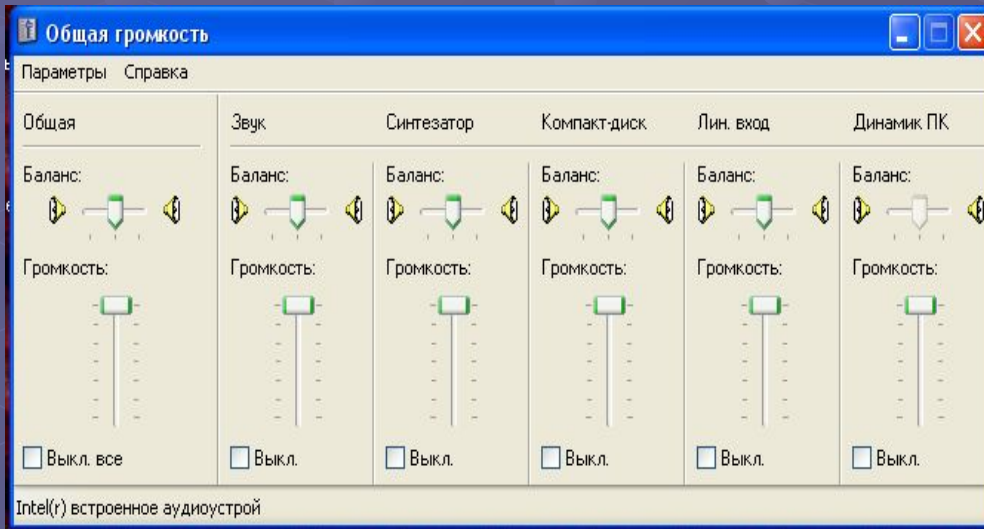 Общая громкость
Параметры Справка
Общая Звук Синтезатор Компакт-диск Лин. вход Динамик ПК
Баланс: Баланс: Баланс: Баланс: Баланс: Баланс:
Громкость: Громкость: Громкость: Громкость: Громкость: Громкость:
Выкл. все Выкл. Выкл. Выкл. Выкл. Выкл.
Intel(r) встроенное аудиоустрой